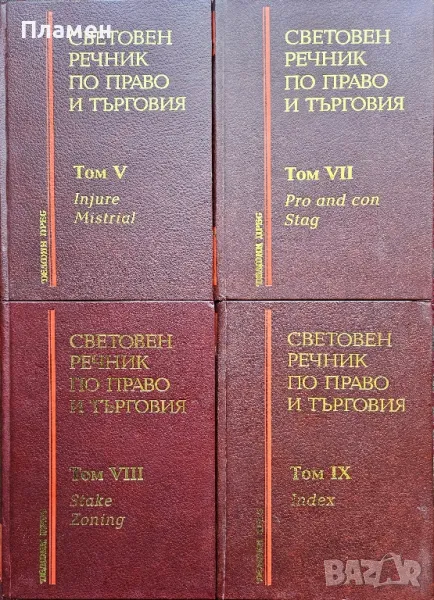 Пламен
СВЕТОВЕН
РЕЧНИК
ПО ПРАВО
И ТЪРГОВИЯ
Том V
Injure
Mistrial
СВЕТОВЕН
РЕЧНИК
ПО ПРАВО
И ТЪРГОВИЯ
Том VII
Pro and con
Stag
СВЕТОВЕН
РЕЧНИК
ПО ПРАВО
И ТЪРГОВИЯ
Том VIII
Stake
Zoning
СВЕТОВЕН
РЕЧНИК
ПО ПРАВО
И ТЪРГОВИЯ
Том IX
Index
BAZAR